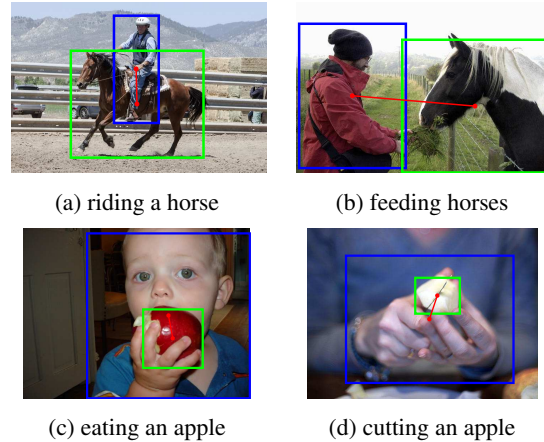 (a) riding a horse
(b) feeding horses
(c) eating an apple
(d) cutting an apple